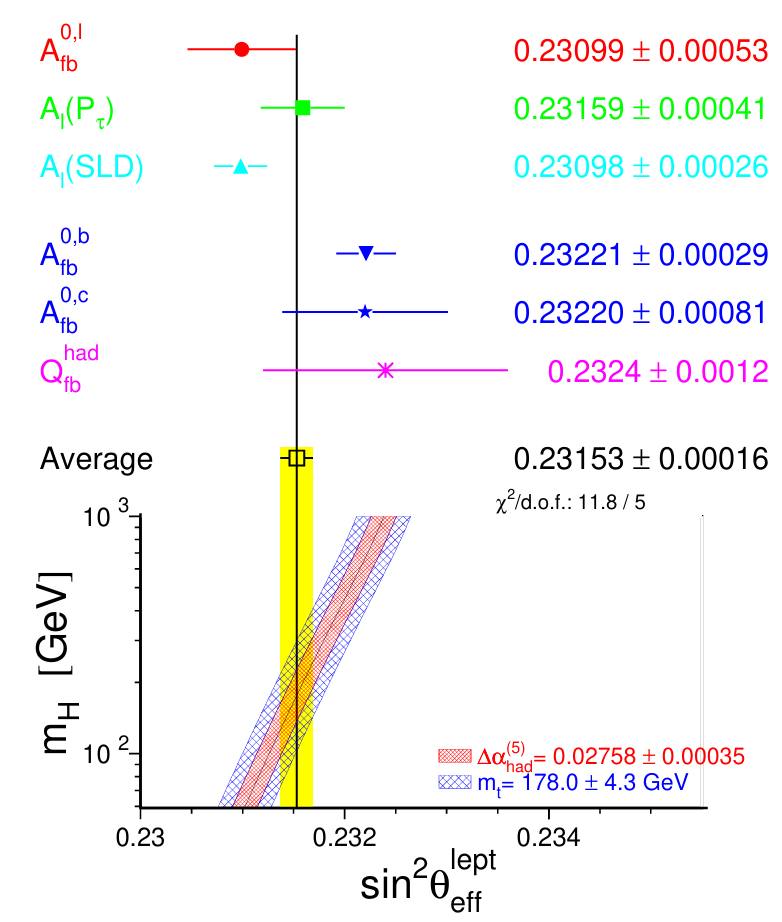 A_fb^0,l 0.23099 ± 0.00053
A_l(P_τ) 0.23159 ± 0.00041
A_l(SLD) 0.23098 ± 0.00026
A_fb^0,b 0.23221 ± 0.00029
A_fb^0,c 0.23220 ± 0.00081
Q_fb^had 0.2324 ± 0.0012
Average 0.23153 ± 0.00016
χ²/d.o.f.: 11.8 / 5
10³
m_H [GeV]
10²
Δα_had^(5)= 0.02758 ± 0.00035
m_t= 178.0 ± 4.3 GeV
0.23 0.232 0.234
sin²θ_eff^lept